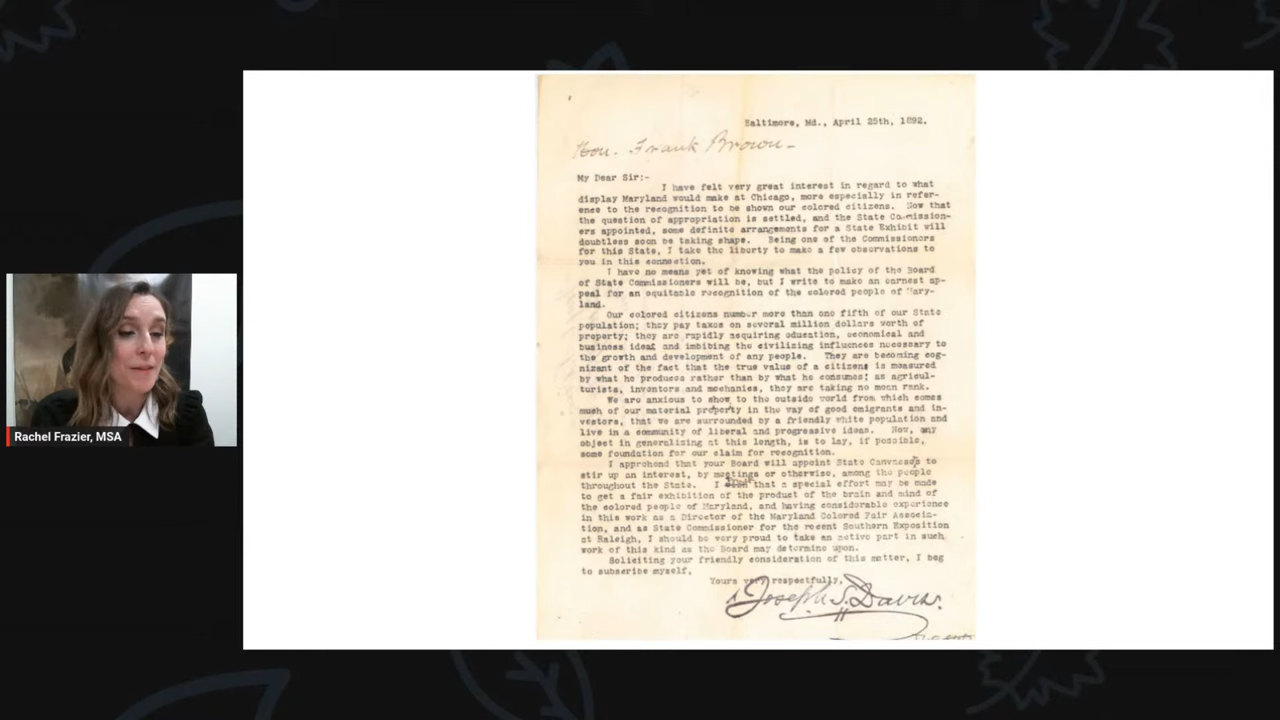 Baltimore, Md., April 25th, 1892.
Hon. Frank Brown-
My Dear Sir:-
I have felt very great interest in regard to what
display Maryland would make at Chicago, more especially in refer-
ence to the recognition to be shown our colored citizens. Now that
the question of appropriation is settled, and the State Commission-
ers appointed, some definite arrangements for a State Exhibit will
doubtless soon be taking shape. Being one of the Commissioners
for this State, I take the liberty to make a few observations to
you in this connection.
I have no means yet of knowing what the policy of the Board
of State Commissioners will be, but I write to make an earnest ap-
peal for an equitable recognition of the colored people of Mary-
land.
Our colored citizens number more than one fifth of our State
population; they pay taxes on several million dollars worth of
property; they are rapidly acquiring education, economical and
business ideas and imbibing the civilizing influences necessary to
the growth and development of any people. They are becoming cog-
nizant of the fact that the true value of a citizens is measured
by what he produces rather than by what he consumes; as agricul-
turists, inventors and mechanics, they are taking no mean rank.
We are anxious to show to the outside world from which comes
much of our material property in the way of good emigrants and in-
vestors, that we are surrounded by a friendly white population and
live in a community of liberal and progressive ideas. Now, my
object in generalizing at this length, is to lay, if possible,
some foundation for our claim for recognition.
I apprehend that your Board will appoint State Canvassers to
stir up an interest, by meetings or otherwise, among the people
throughout the State. I that a special effort may be made
to get a fair exhibition of the product of the brain and mind of
the colored people of Maryland, and having considerable experience
in this work as a Director of the Maryland Colored Fair Associa-
tion, and as State Commissioner for the recent Southern Exposition
at Raleigh, I should be very proud to take an active part in such
work of this kind as the Board may determine upon.
Soliciting your friendly consideration of this matter, I beg
to subscribe myself,
Yours very respectfully,
Joseph S. Davis.
Rachel Frazier, MSA